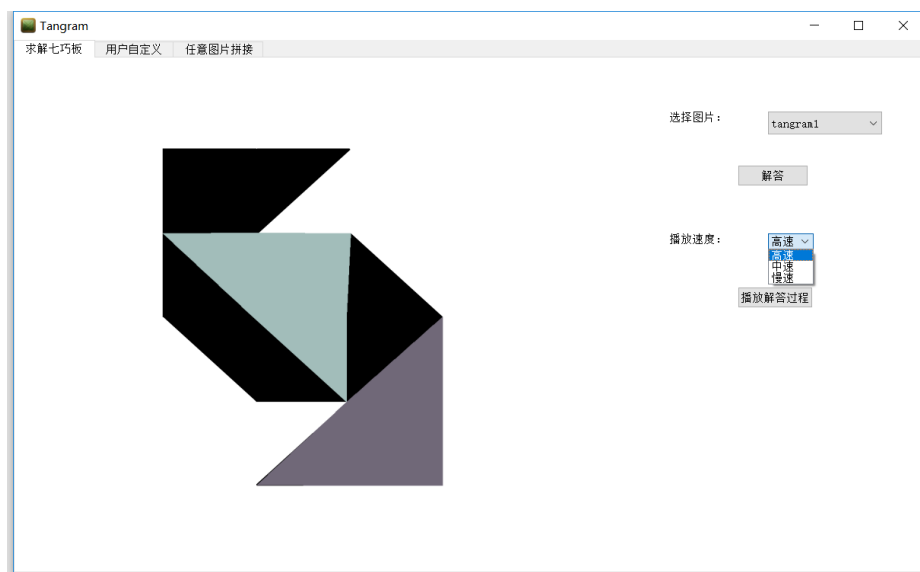 Tangram
求解七巧板 用户自定义 任意图片拼接
选择图片： tangram1
解答
播放速度： 高速
高速
中速
慢速
播放解答过程